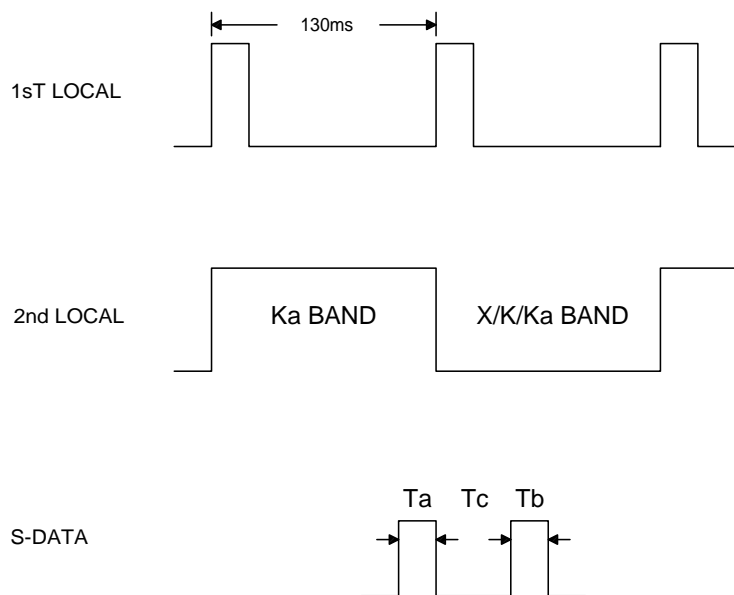 130ms
1sT LOCAL
2nd LOCAL
Ka BAND
X/K/Ka BAND
Ta Tc Tb
S-DATA